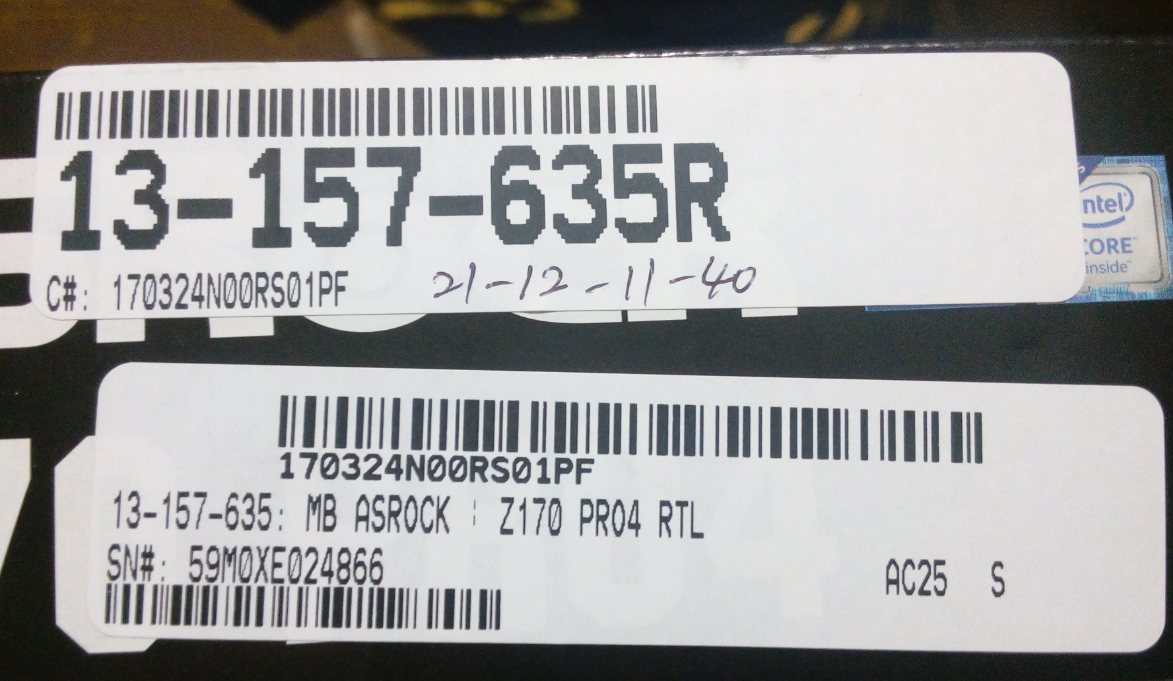 13-157-635R
C#: 170324N00RS01PF 21-12-11-40
intel
CORE
inside
170324N00RS01PF
13-157-635: MB ASROCK | Z170 PRO4 RTL
SN#: 59M0XE024866
AC25 S